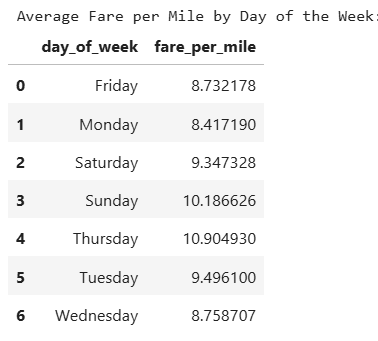 Average Fare per Mile by Day of the Week:
day_of_week fare_per_mile
0 Friday 8.732178
1 Monday 8.417190
2 Saturday 9.347328
3 Sunday 10.186626
4 Thursday 10.904930
5 Tuesday 9.496100
6 Wednesday 8.758707